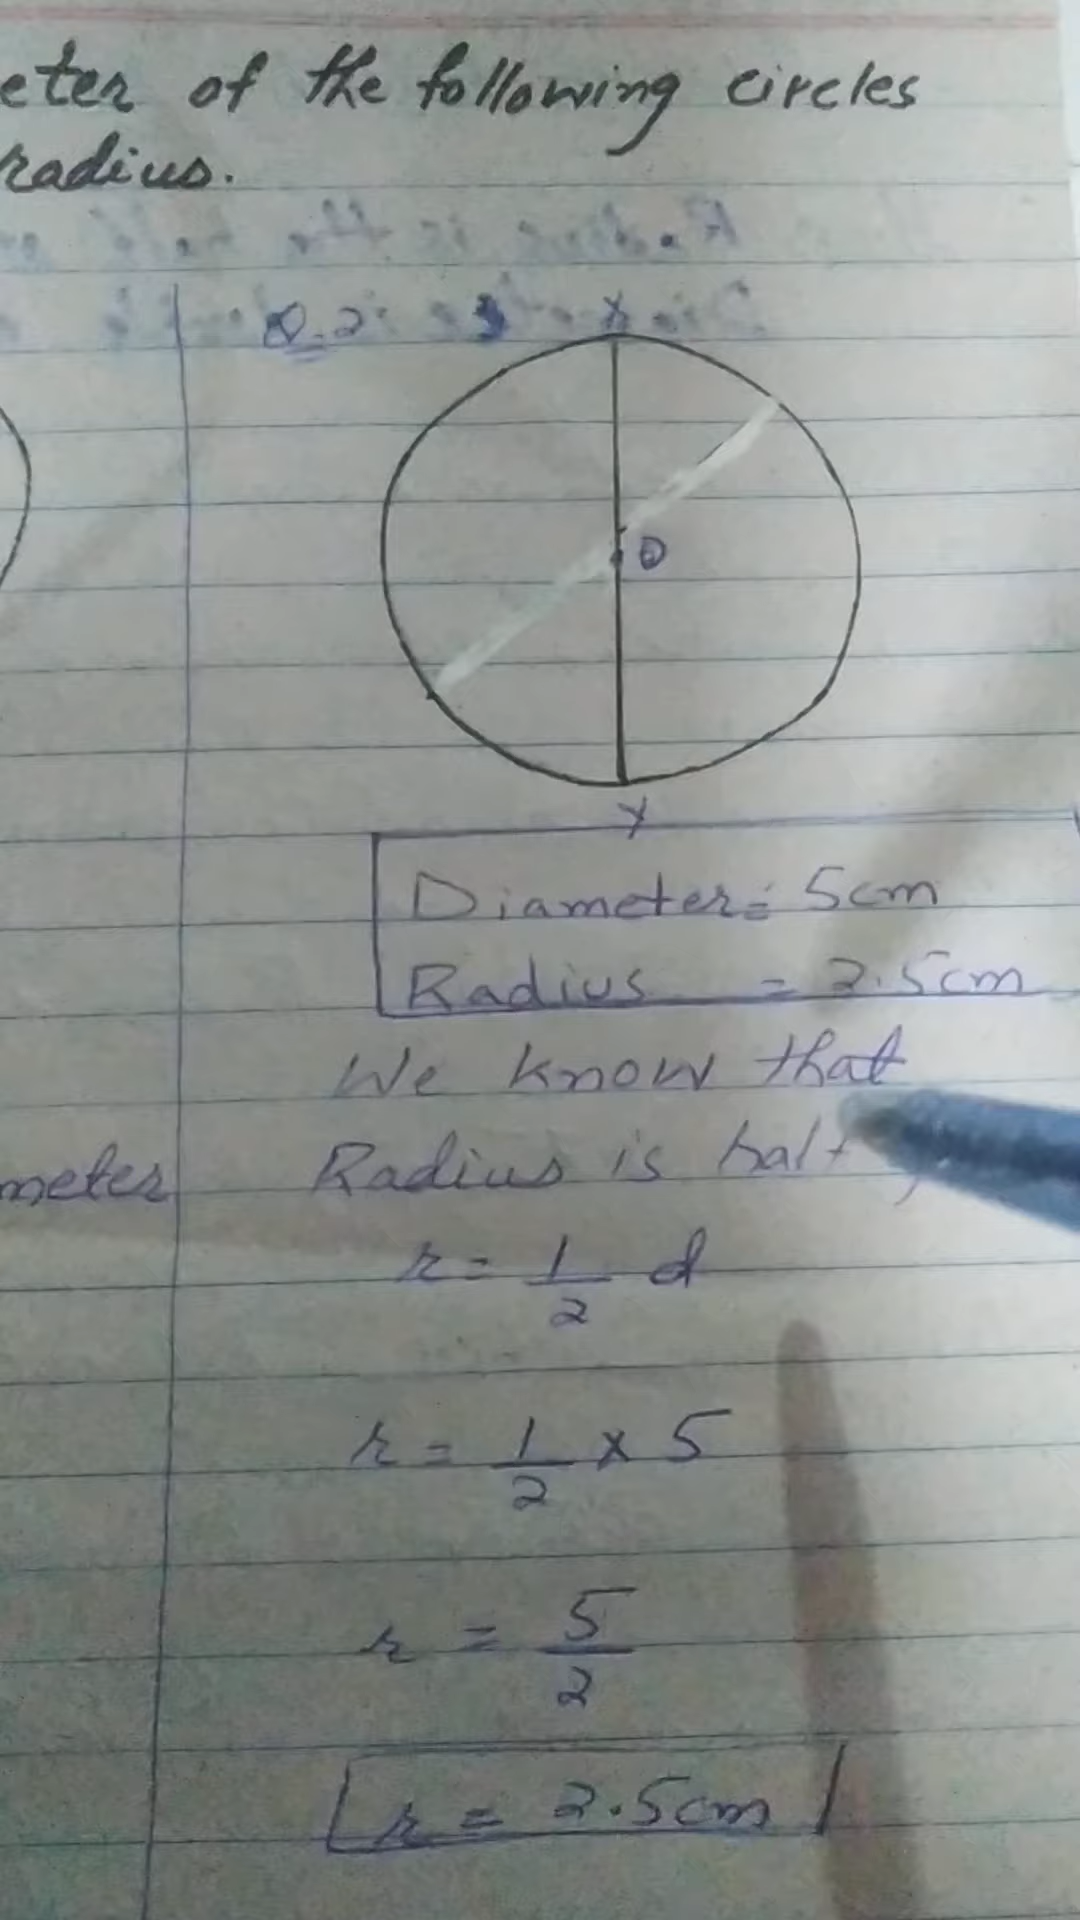 eter of the following circles
radius.
Q.2
X
O
Y
Diameter = 5cm
Radius = 2.5cm
We know that
meter
Radius is half
r = 1/2 d
r = 1/2 x 5
r = 5/2
r = 2.5cm